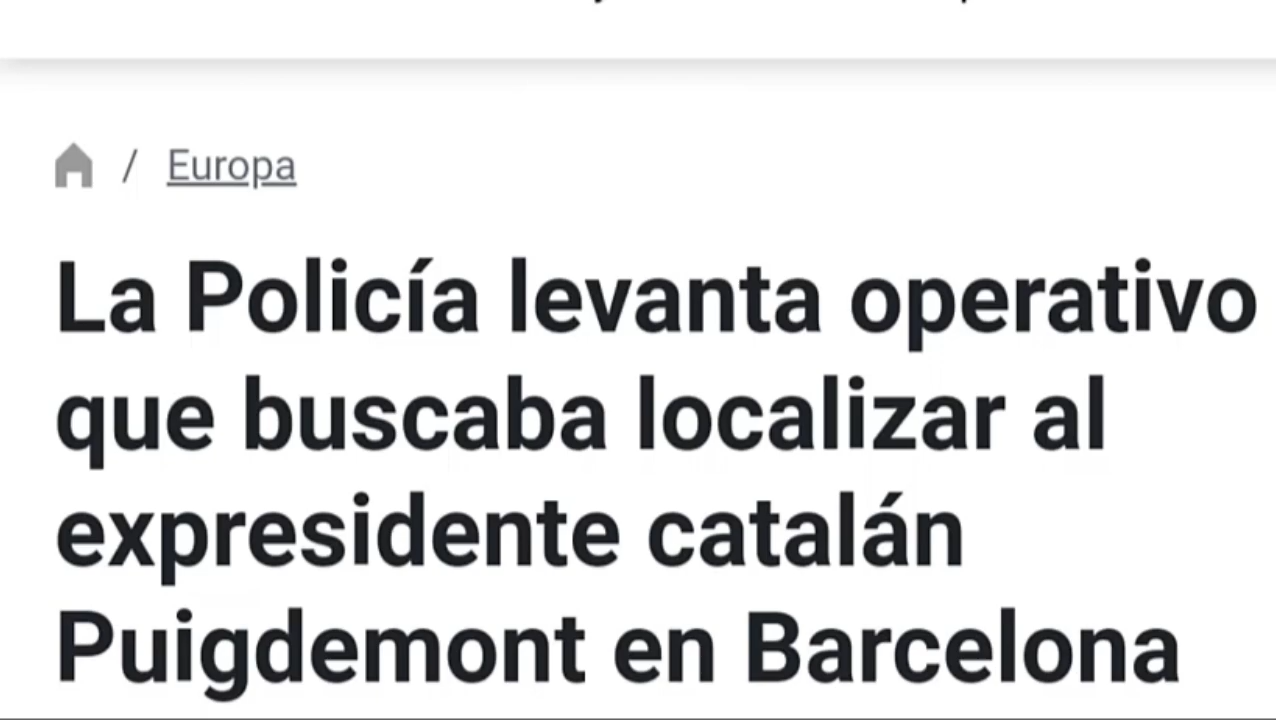 / Europa
La Policía levanta operativo
que buscaba localizar al
expresidente catalán
Puigdemont en Barcelona